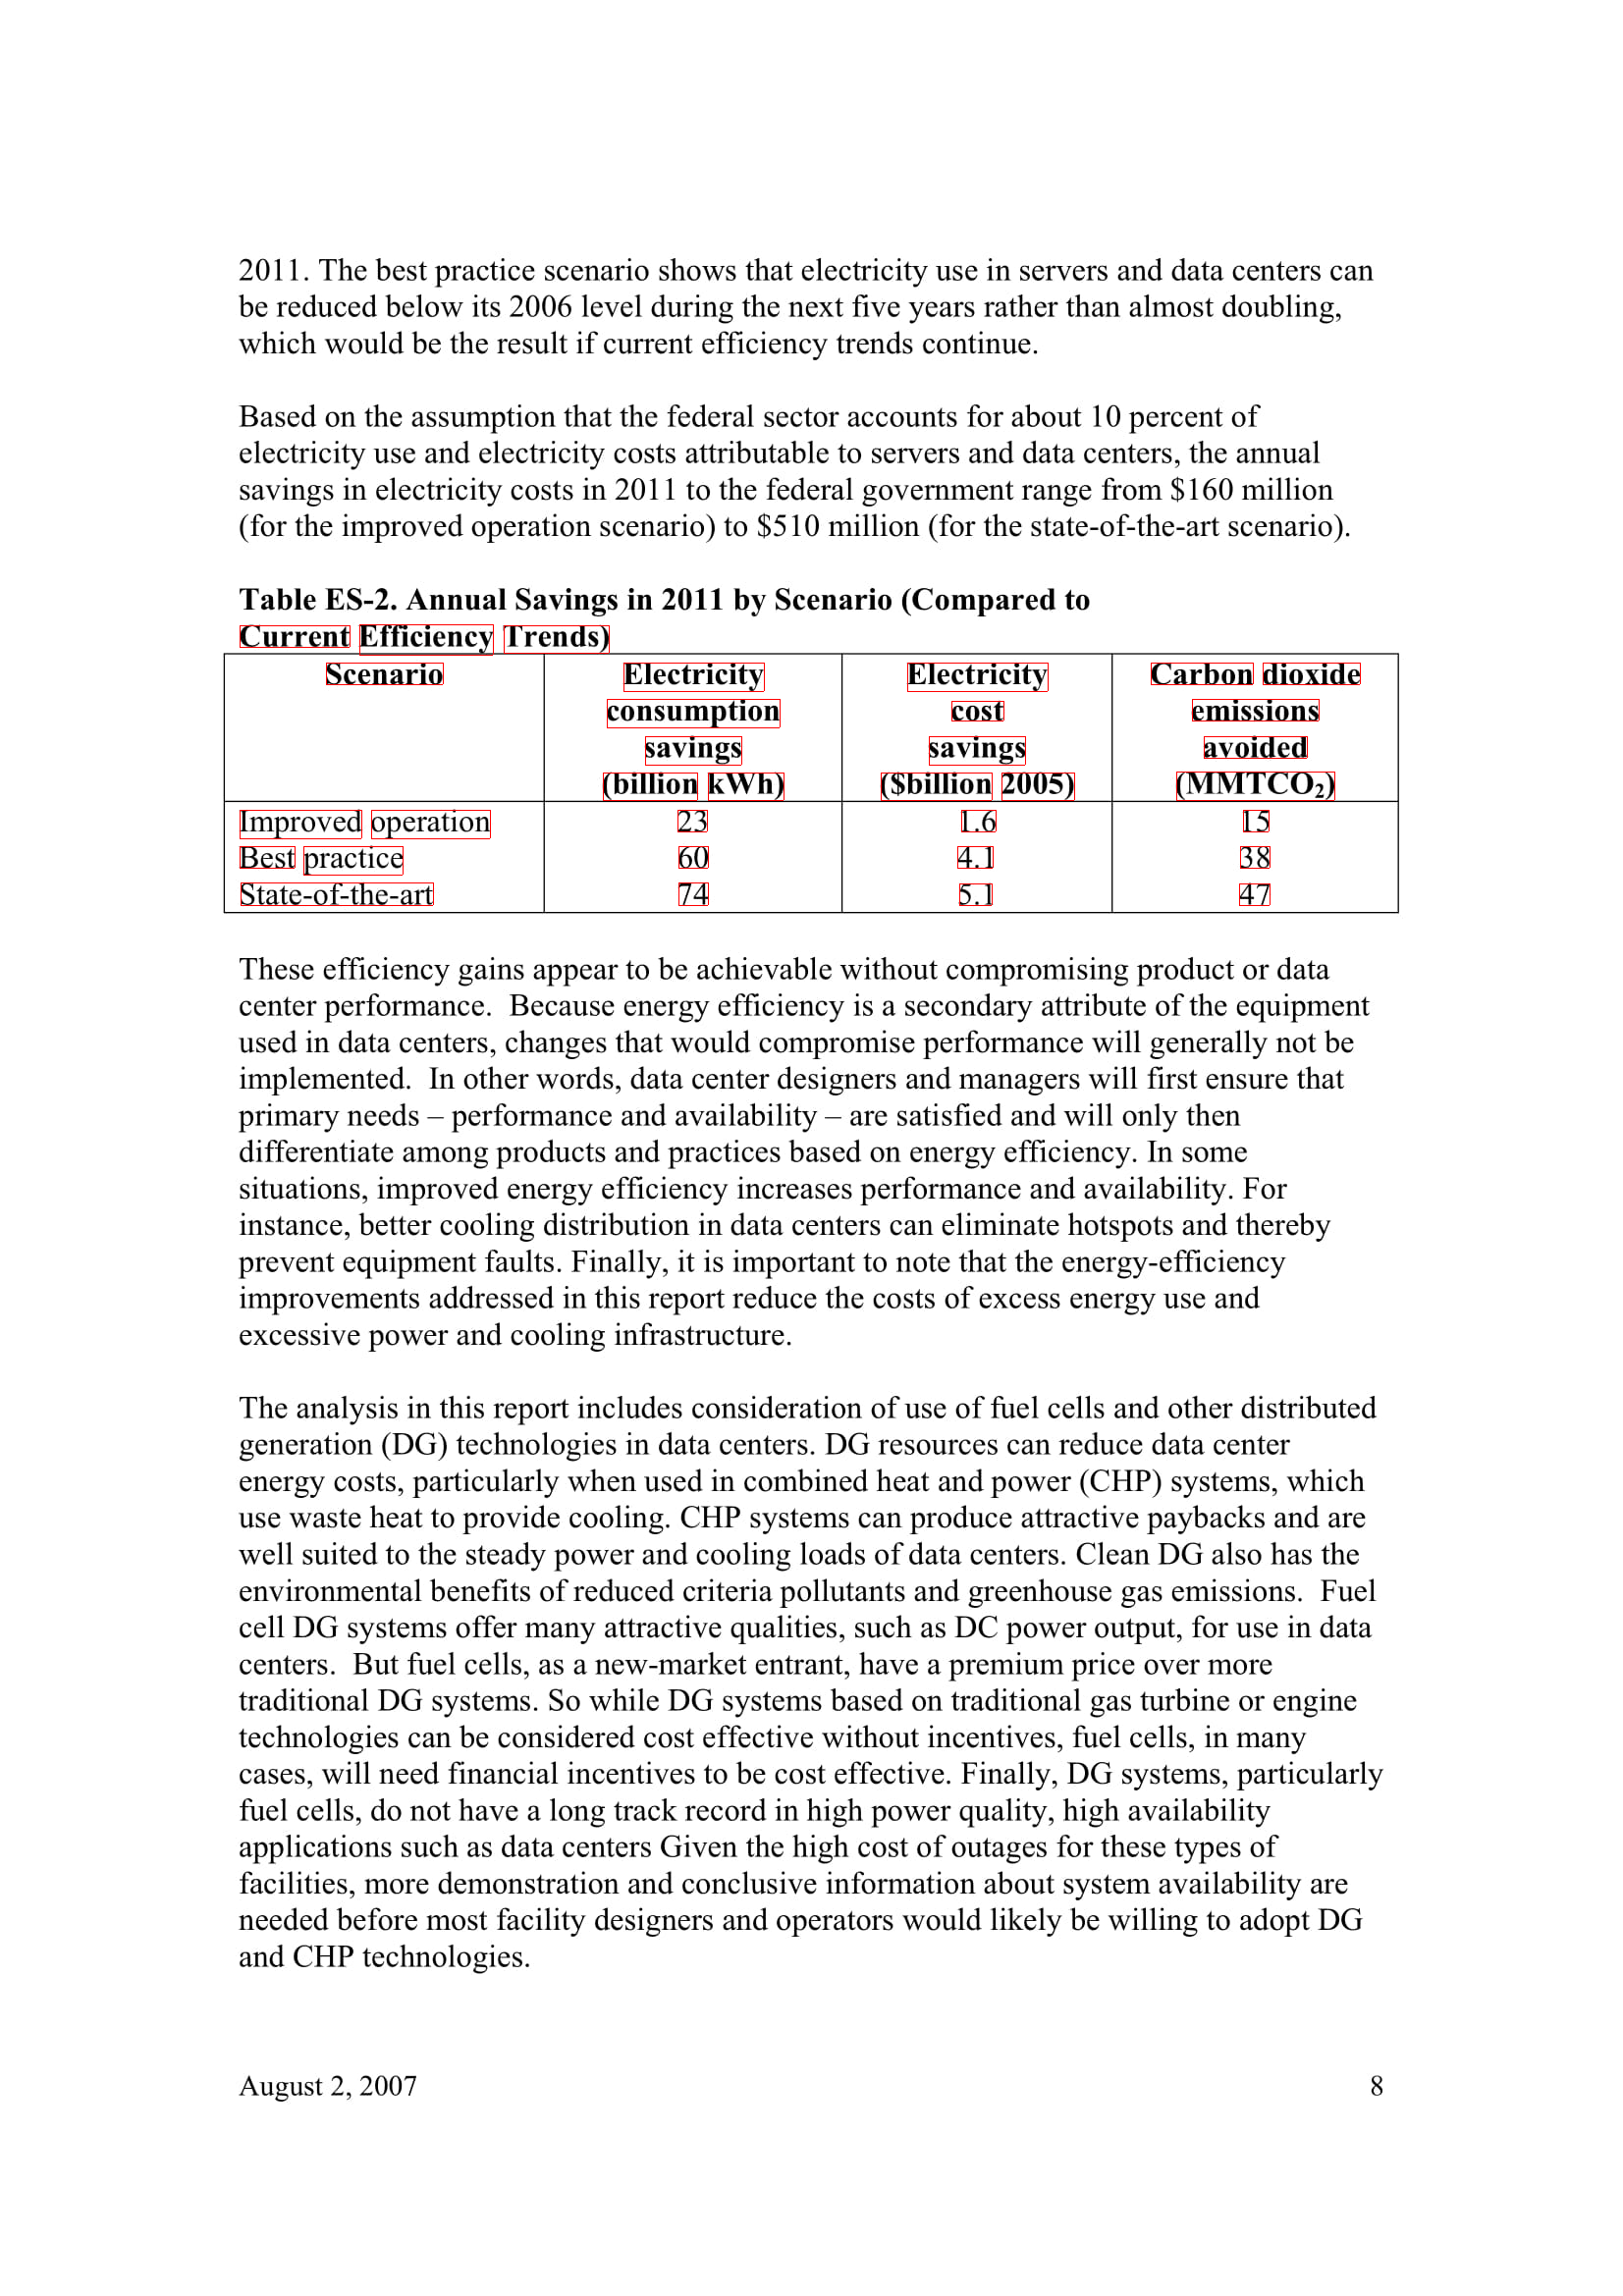 2011. The best practice scenario shows that electricity use in servers and data centers can
be reduced below its 2006 level during the next five years rather than almost doubling,
which would be the result if current efficiency trends continue.
Based on the assumption that the federal sector accounts for about 10 percent of
electricity use and electricity costs attributable to servers and data centers, the annual
savings in electricity costs in 2011 to the federal government range from $160 million
(for the improved operation scenario) to $510 million (for the state-of-the-art scenario).
Table ES-2. Annual Savings in 2011 by Scenario (Compared to
Current Efficiency Trends)
Scenario Electricity Electricity Carbon dioxide
consumption cost emissions
savings savings avoided
(billion kWh) ($billion 2005) (MMTCO₂)
Improved operation 23 1.6 15
Best practice 60 4.1 38
State-of-the-art 74 5.1 47
These efficiency gains appear to be achievable without compromising product or data
center performance.  Because energy efficiency is a secondary attribute of the equipment
used in data centers, changes that would compromise performance will generally not be
implemented.  In other words, data center designers and managers will first ensure that
primary needs – performance and availability – are satisfied and will only then
differentiate among products and practices based on energy efficiency. In some
situations, improved energy efficiency increases performance and availability. For
instance, better cooling distribution in data centers can eliminate hotspots and thereby
prevent equipment faults. Finally, it is important to note that the energy-efficiency
improvements addressed in this report reduce the costs of excess energy use and
excessive power and cooling infrastructure.
The analysis in this report includes consideration of use of fuel cells and other distributed
generation (DG) technologies in data centers. DG resources can reduce data center
energy costs, particularly when used in combined heat and power (CHP) systems, which
use waste heat to provide cooling. CHP systems can produce attractive paybacks and are
well suited to the steady power and cooling loads of data centers. Clean DG also has the
environmental benefits of reduced criteria pollutants and greenhouse gas emissions.  Fuel
cell DG systems offer many attractive qualities, such as DC power output, for use in data
centers.  But fuel cells, as a new-market entrant, have a premium price over more
traditional DG systems. So while DG systems based on traditional gas turbine or engine
technologies can be considered cost effective without incentives, fuel cells, in many
cases, will need financial incentives to be cost effective. Finally, DG systems, particularly
fuel cells, do not have a long track record in high power quality, high availability
applications such as data centers Given the high cost of outages for these types of
facilities, more demonstration and conclusive information about system availability are
needed before most facility designers and operators would likely be willing to adopt DG
and CHP technologies.
August 2, 2007 8